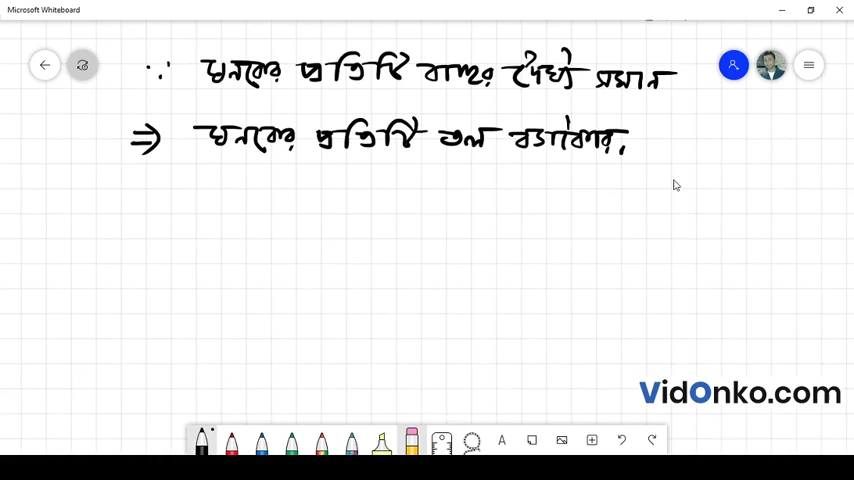 Microsoft Whiteboard
∵ ঘনকের প্রতিটি বাহুর দৈর্ঘ্য সমান
⇒ ঘনকের প্রতিটি তল বর্গাকার,
VidOnko.com
A